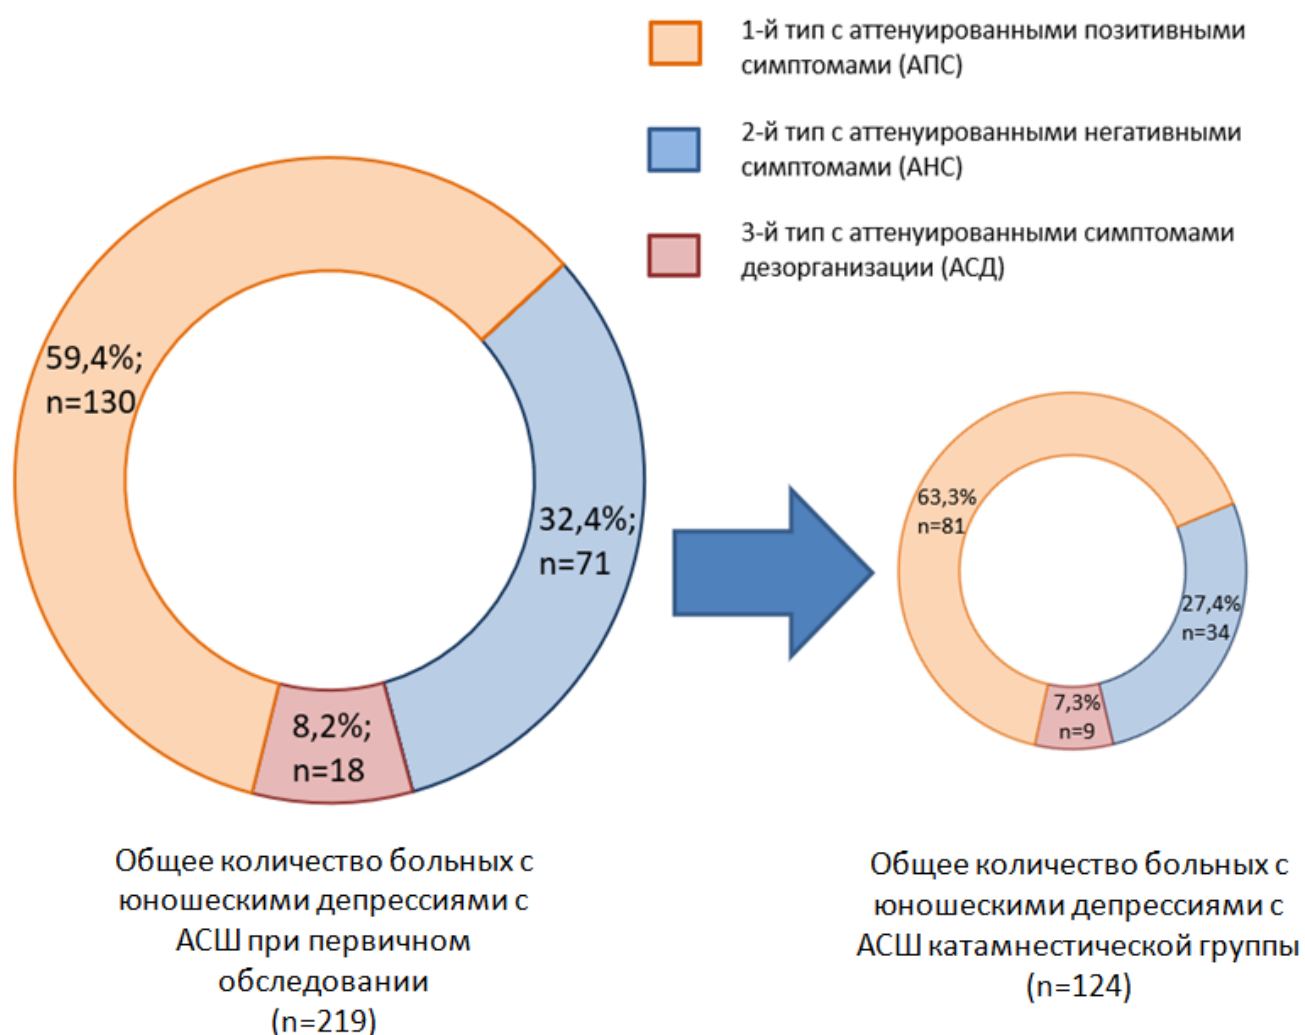 1-й тип с аттенуированными позитивными
симптомами (АПС)
2-й тип с аттенуированными негативными
симптомами (АНС)
3-й тип с аттенуированными симптомами
дезорганизации (АСД)
59,4%;
n=130
32,4%;
n=71
8,2%;
n=18
63,3%
n=81
27,4%
n=34
7,3%
n=9
Общее количество больных с
юношескими депрессиями с
АСШ при первичном
обследовании
(n=219)
Общее количество больных с
юношескими депрессиями с
АСШ катамнестической группы
(n=124)